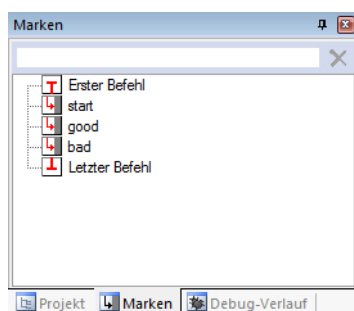 Marken
Erster Befehl
start
good
bad
Letzter Befehl
Projekt Marken Debug-Verlauf